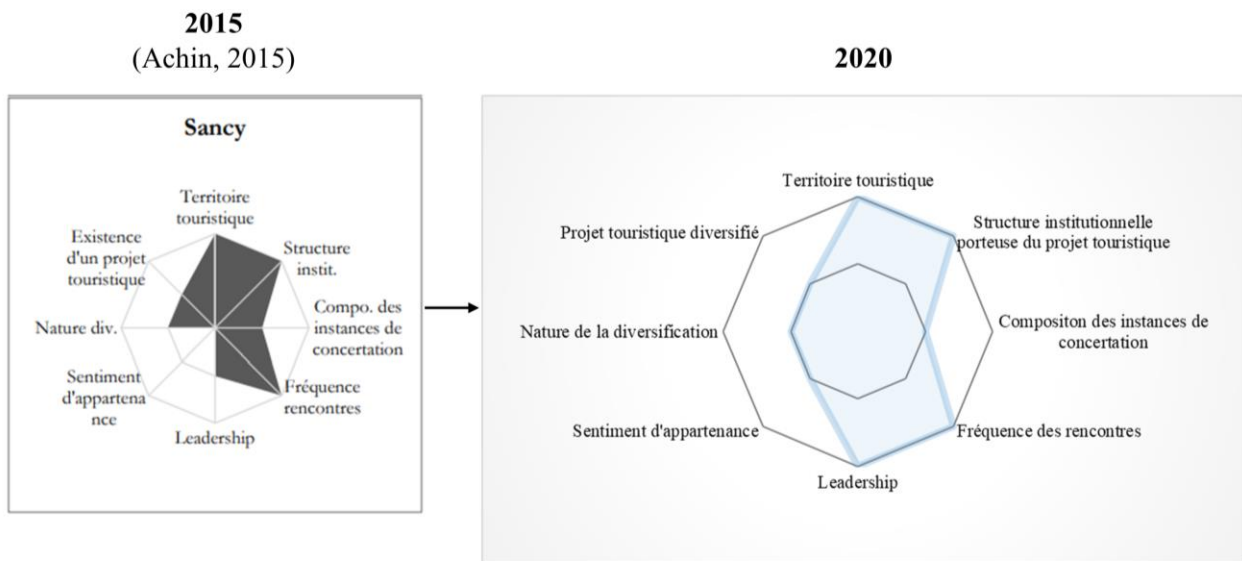 2015
(Achin, 2015)
2020
Sancy
Territoire
touristique
Structure
instit.
Compo. des
instances de
concertation
Fréquence
rencontres
Leadership
Sentiment
d'appartena
nce
Nature div.
Existence
d'un projet
touristique
Territoire touristique
Structure institutionnelle
porteuse du projet touristique
Compositon des instances de
concertation
Fréquence des rencontres
Leadership
Sentiment d'appartenance
Nature de la diversification
Projet touristique diversifié